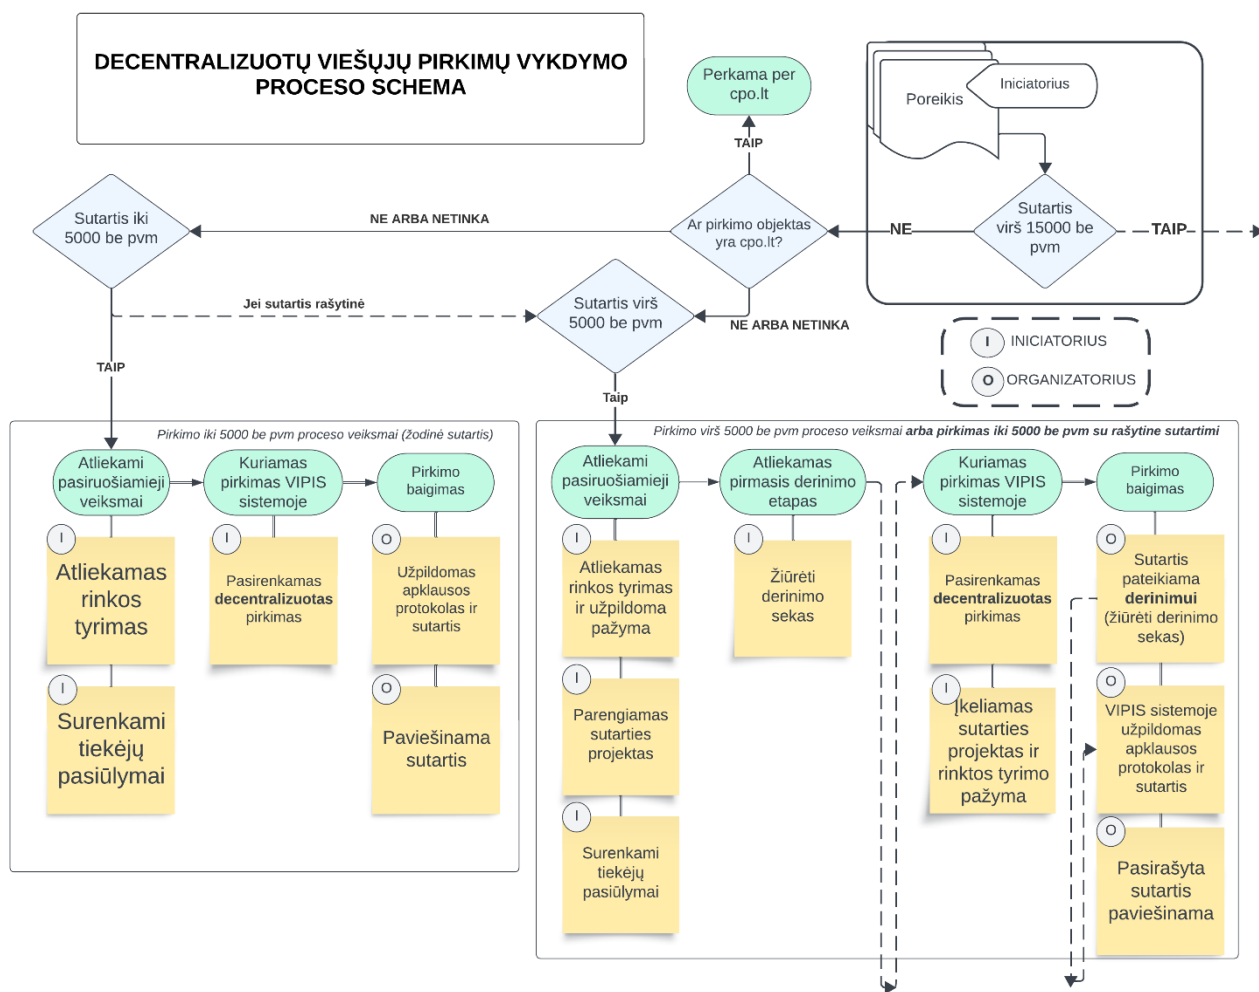 DECENTRALIZUOTŲ VIEŠŲJŲ PIRKIMŲ VYKDYMO
PROCESO SCHEMA
Perkama per
cpo.lt
Poreikis
Iniciatorius
TAIP
Sutartis iki
5000 be pvm
NE ARBA NETINKA
Ar pirkimo objektas
yra cpo.lt?
NE
Sutartis
virš 15000 be
pvm
TAIP
Jei sutartis rašytinė
Sutartis virš
5000 be pvm
NE ARBA NETINKA
I INICIATORIUS
O ORGANIZATORIUS
TAIP
Taip
Pirkimo iki 5000 be pvm proceso veiksmai (žodinė sutartis)
Atliekami
pasiruošiamieji
veiksmai
Kuriamas
pirkimas VIPIS
sistemoje
Pirkimo
baigimas
I
Atliekamas
rinkos
tyrimas
I
Surenkami
tiekėjų
pasiūlymai
I
Pasirenkamas
decentralizuotas
pirkimas
O
Užpildomas
apklausos
protokolas ir
sutartis
O
Paviešinama
sutartis
Pirkimo virš 5000 be pvm proceso veiksmai arba pirkimas iki 5000 be pvm su rašytine sutartimi
Atliekami
pasiruošiamieji
veiksmai
Atliekamas
pirmasis derinimo
etapas
Kuriamas
pirkimas VIPIS
sistemoje
Pirkimo
baigimas
I
Atliekamas
rinkos tyrimas
ir užpildoma
pažyma
I
Parengiamas
sutarties
projektas
I
Surenkami
tiekėjų
pasiūlymai
I
Žiūrėti
derinimo
sekas
I
Pasirenkamas
decentralizuotas
pirkimas
I
Įkeliamas
sutarties
projektas ir
rinktos tyrimo
pažyma
O
Sutartis
pateikiama
derinimui
(žiūrėti derinimo
sekas)
O
VIPIS sistemoje
užpildomas
apklausos
protokolas ir
sutartis
O
Pasirašyta
sutartis
paviešinama